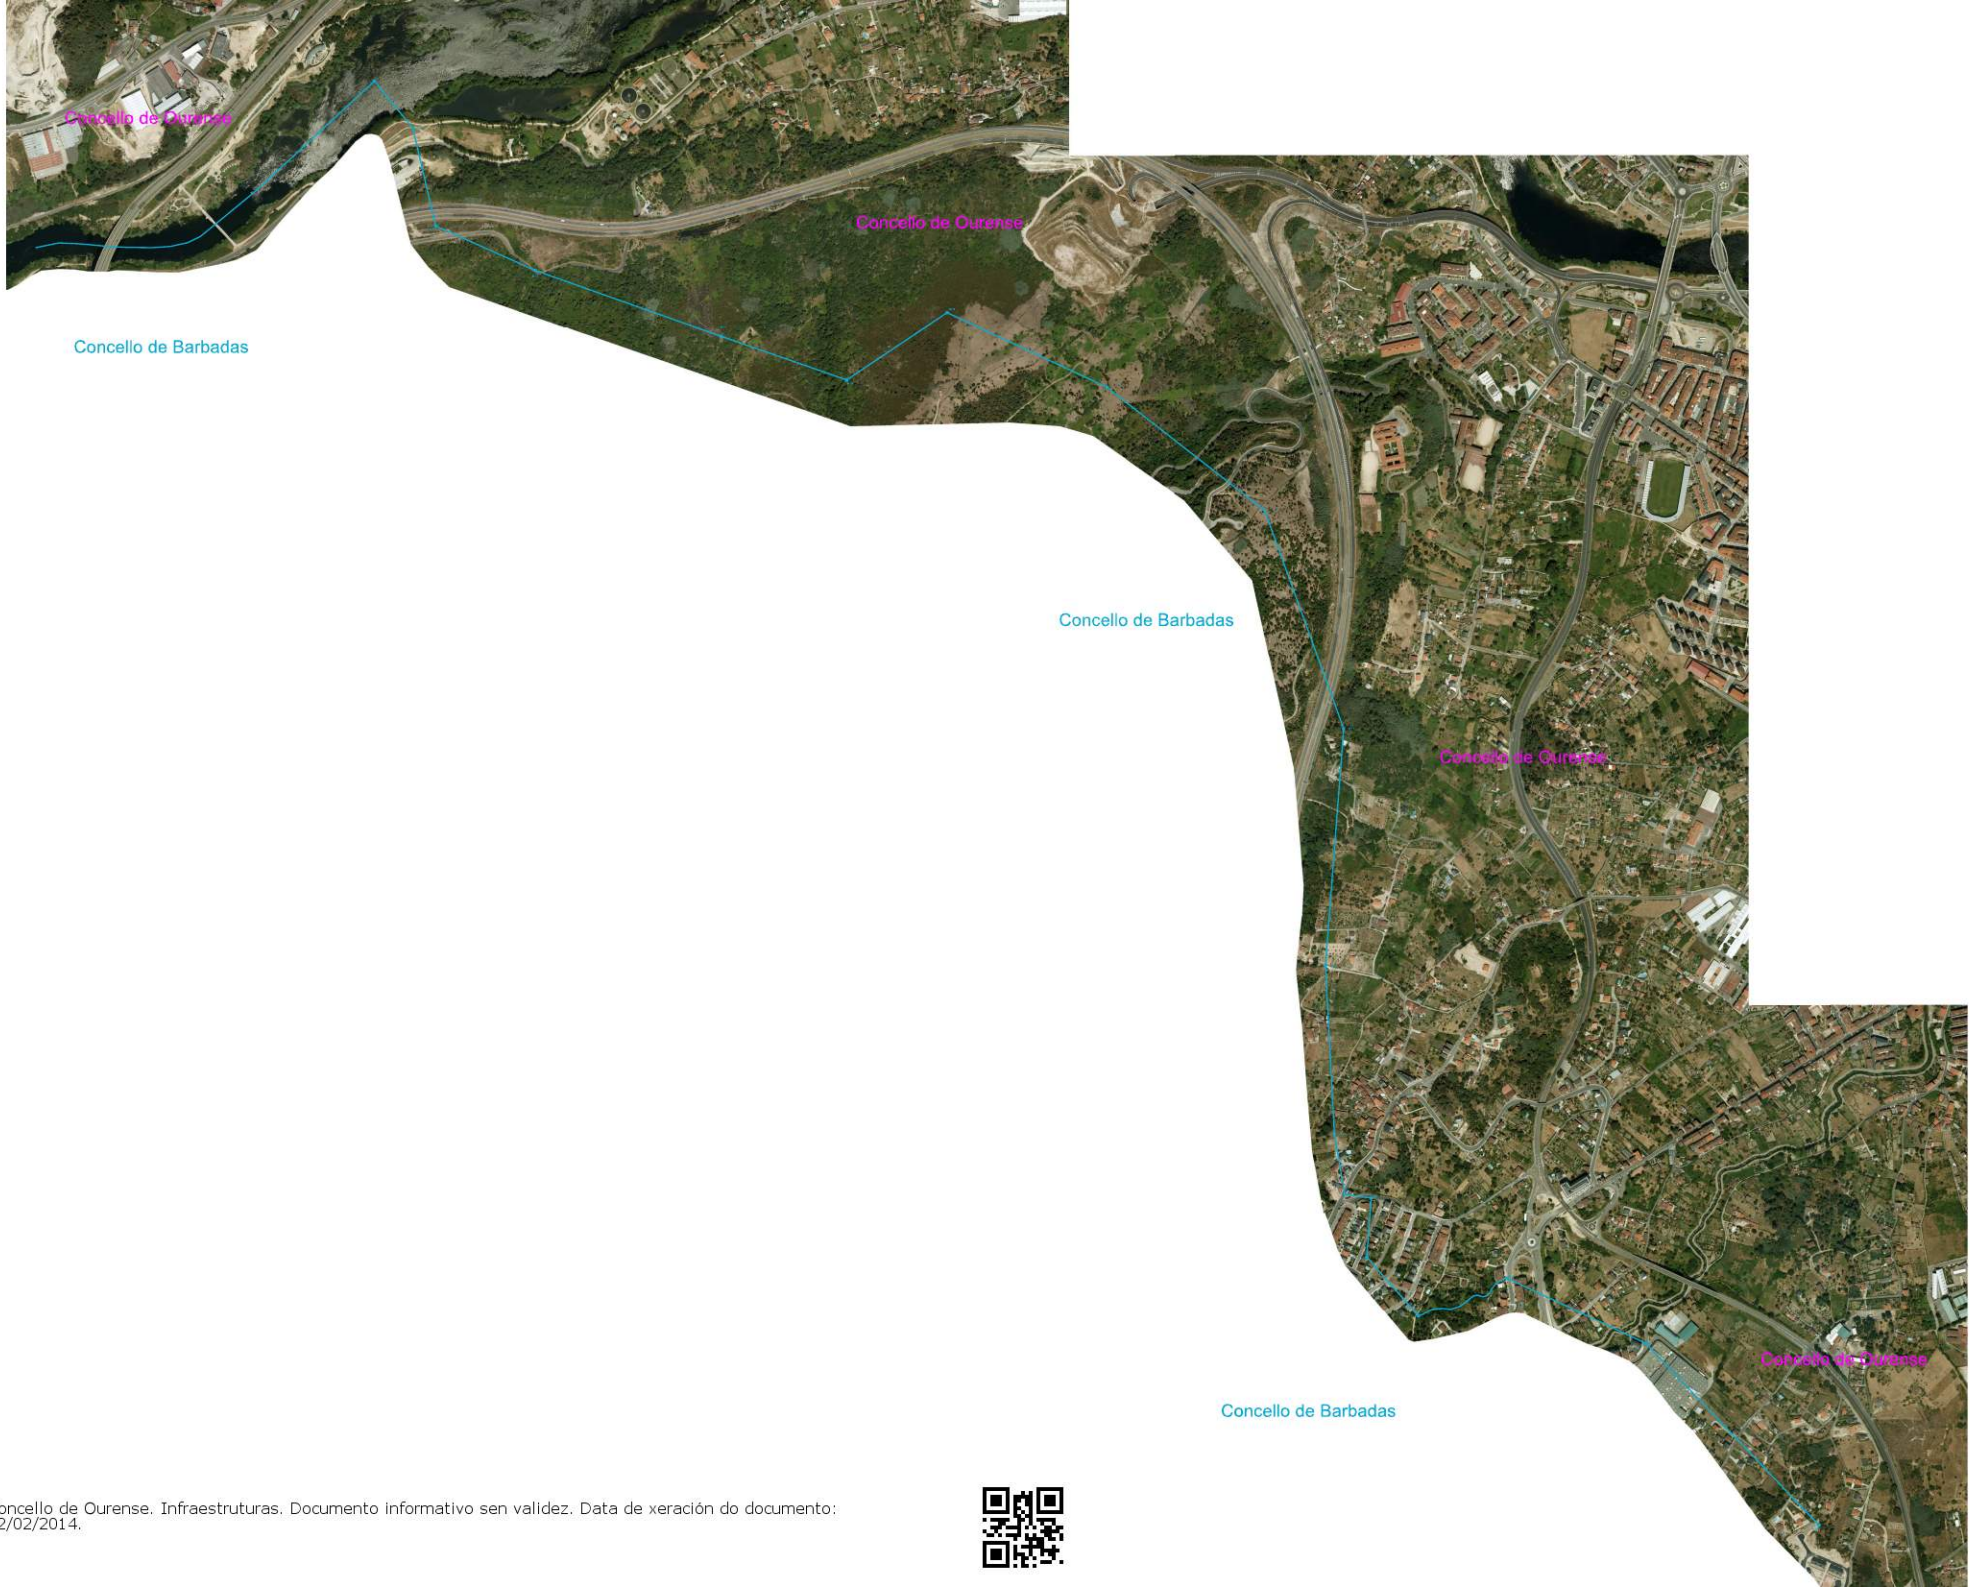 Concello de Ourense
Concello de Ourense
Concello de Barbadas
Concello de Barbadas
Concello de Ourense
Concello de Ourense
Concello de Barbadas
oncello de Ourense. Infraestruturas. Documento informativo sen validez. Data de xeración do documento:
2/02/2014.